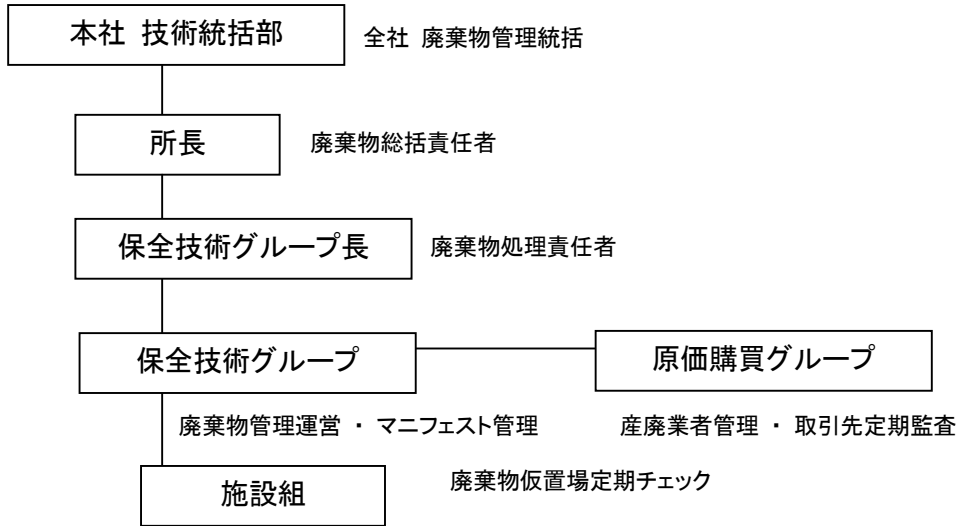 本社 技術統括部
全社 廃棄物管理統括
所長
廃棄物総括責任者
保全技術グループ長
廃棄物処理責任者
保全技術グループ
原価購買グループ
廃棄物管理運営 ・ マニフェスト管理
産廃業者管理 ・ 取引先定期監査
施設組
廃棄物仮置場定期チェック